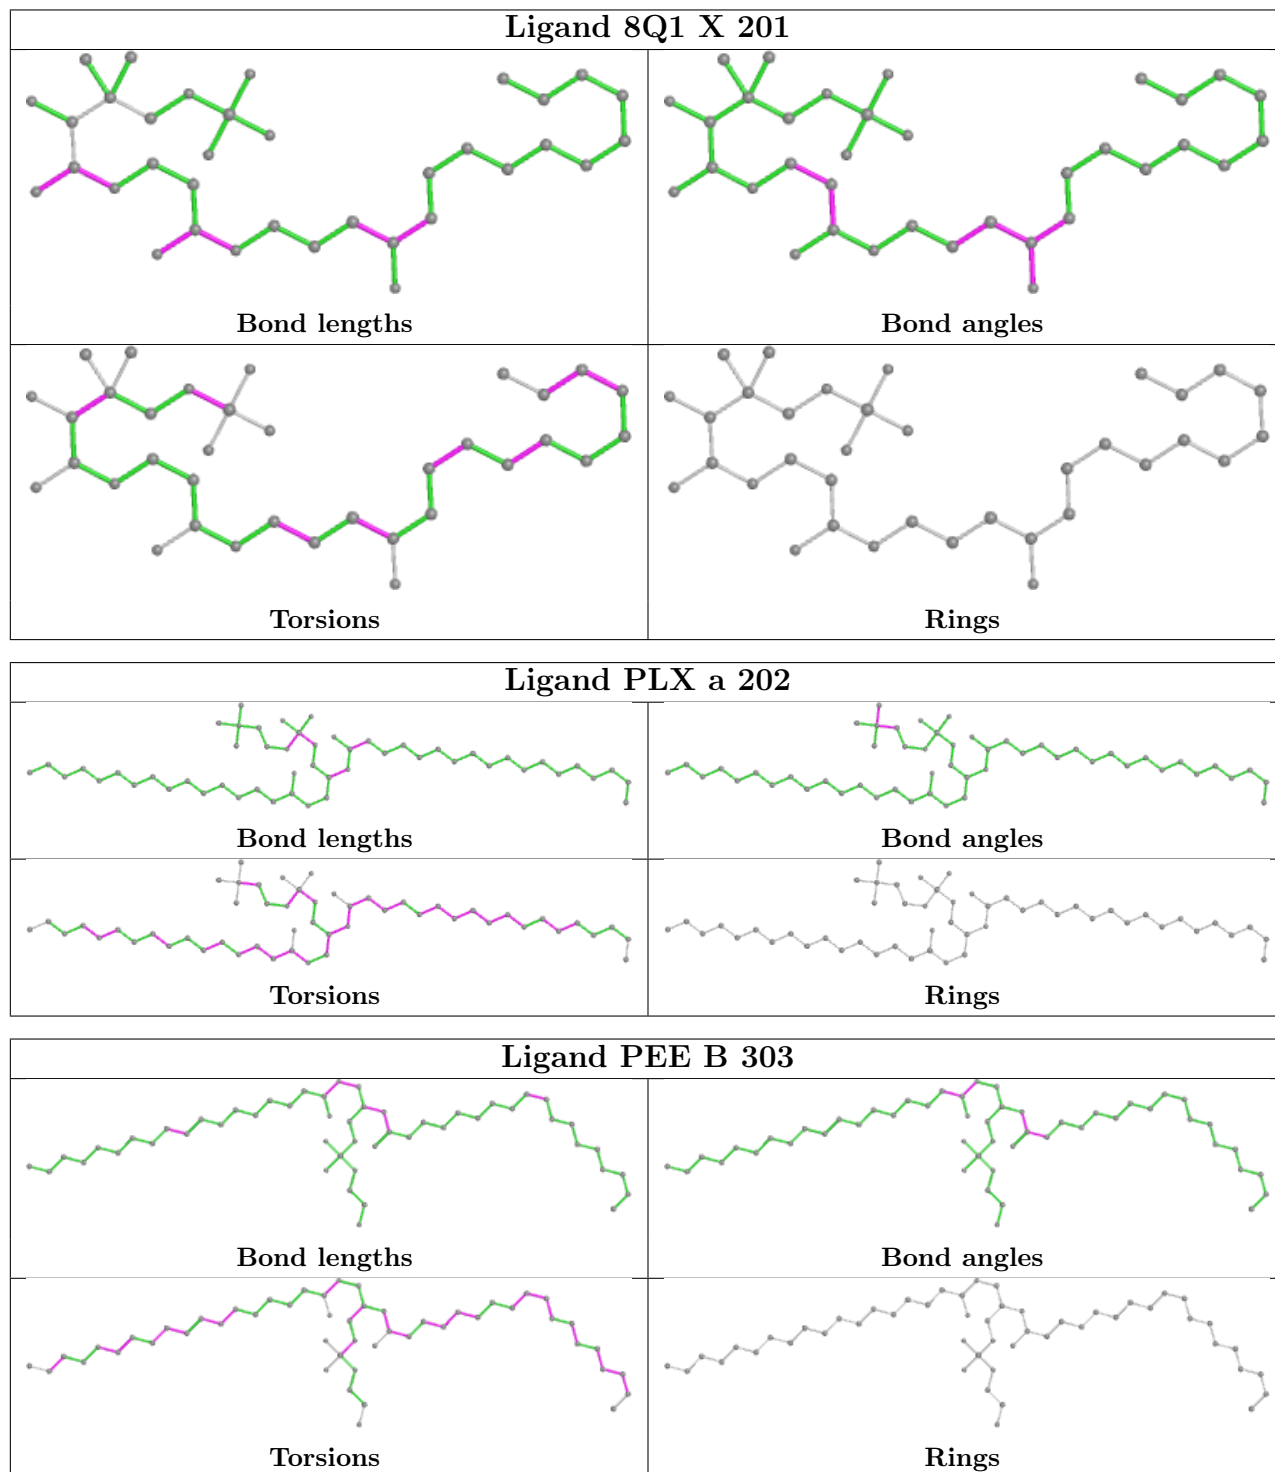 Ligand 8Q1 X 201
Bond lengths
Bond angles
Torsions
Rings
Ligand PLX a 202
Bond lengths
Bond angles
Torsions
Rings
Ligand PEE B 303
Bond lengths
Bond angles
Torsions
Rings